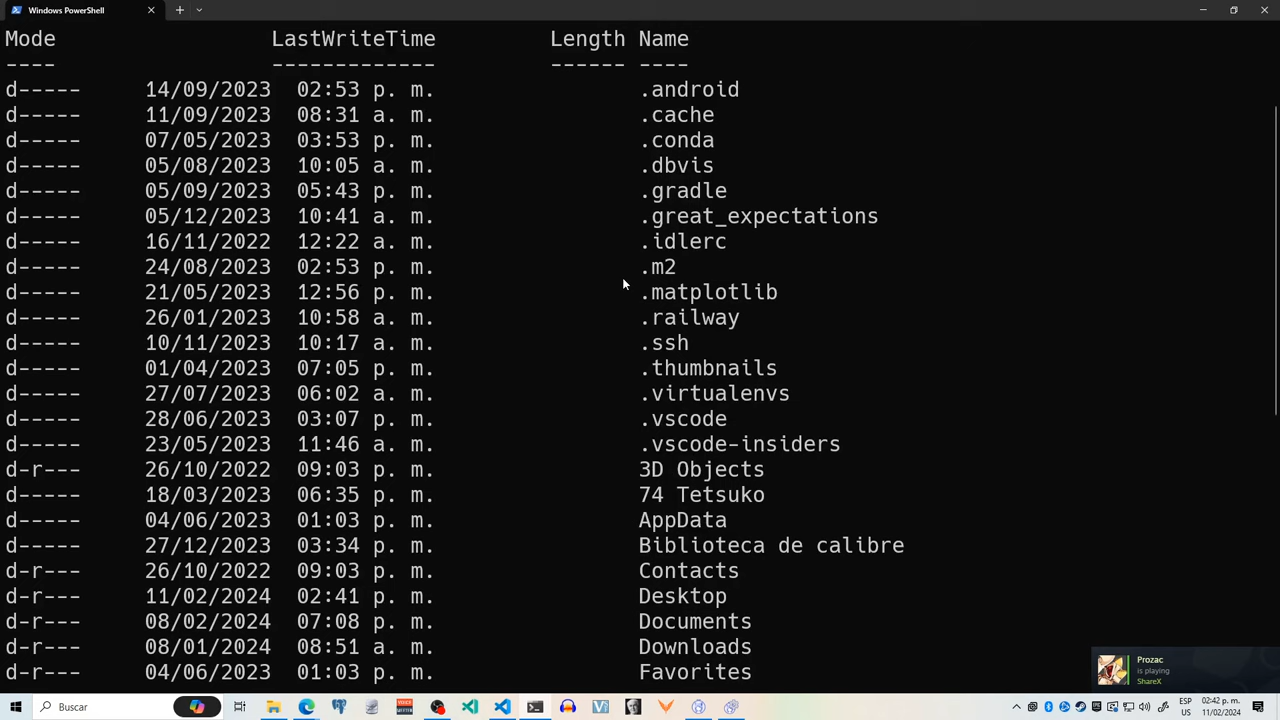 Windows PowerShell
Mode LastWriteTime Length Name
---- ------------- ------ ----
d----- 14/09/2023 02:53 p. m. .android
d----- 11/09/2023 08:31 a. m. .cache
d----- 07/05/2023 03:53 p. m. .conda
d----- 05/08/2023 10:05 a. m. .dbvis
d----- 05/09/2023 05:43 p. m. .gradle
d----- 05/12/2023 10:41 a. m. .great_expectations
d----- 16/11/2022 12:22 a. m. .idlerc
d----- 24/08/2023 02:53 p. m. .m2
d----- 21/05/2023 12:56 p. m. .matplotlib
d----- 26/01/2023 10:58 a. m. .railway
d----- 10/11/2023 10:17 a. m. .ssh
d----- 01/04/2023 07:05 p. m. .thumbnails
d----- 27/07/2023 06:02 a. m. .virtualenvs
d----- 28/06/2023 03:07 p. m. .vscode
d----- 23/05/2023 11:46 a. m. .vscode-insiders
d-r--- 26/10/2022 09:03 p. m. 3D Objects
d----- 18/03/2023 06:35 p. m. 74 Tetsuko
d----- 04/06/2023 01:03 p. m. AppData
d----- 27/12/2023 03:34 p. m. Biblioteca de calibre
d-r--- 26/10/2022 09:03 p. m. Contacts
d-r--- 11/02/2024 02:41 p. m. Desktop
d-r--- 08/02/2024 07:08 p. m. Documents
d-r--- 08/01/2024 08:51 a. m. Downloads
d-r--- 04/06/2023 01:03 p. m. Favorites
Prozac
is playing
ShareX
Buscar
ESP 02:42 p. m.
US 11/02/2024